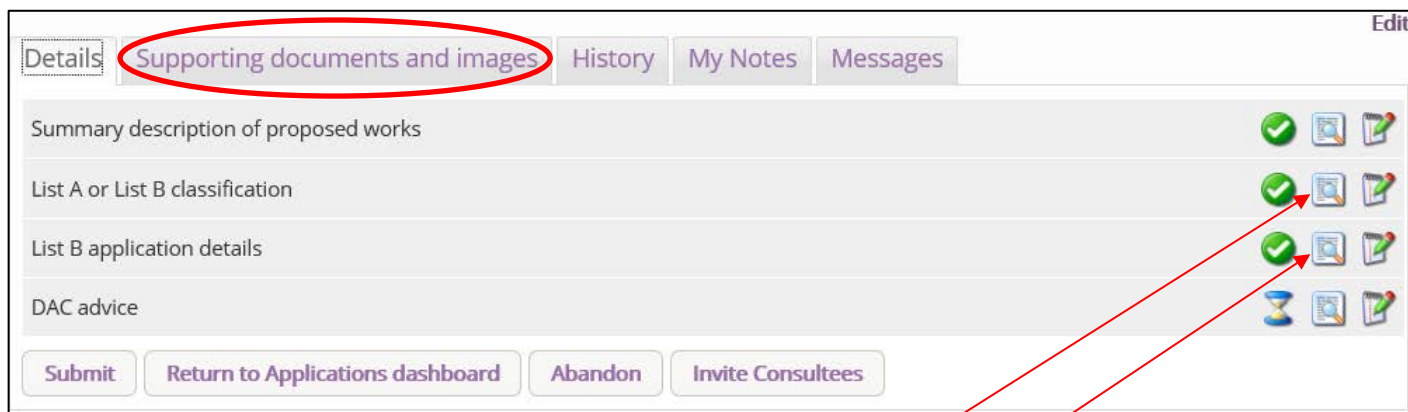 Edit
Details Supporting documents and images History My Notes Messages
Summary description of proposed works
List A or List B classification
List B application details
DAC advice
Submit Return to Applications dashboard Abandon Invite Consultees